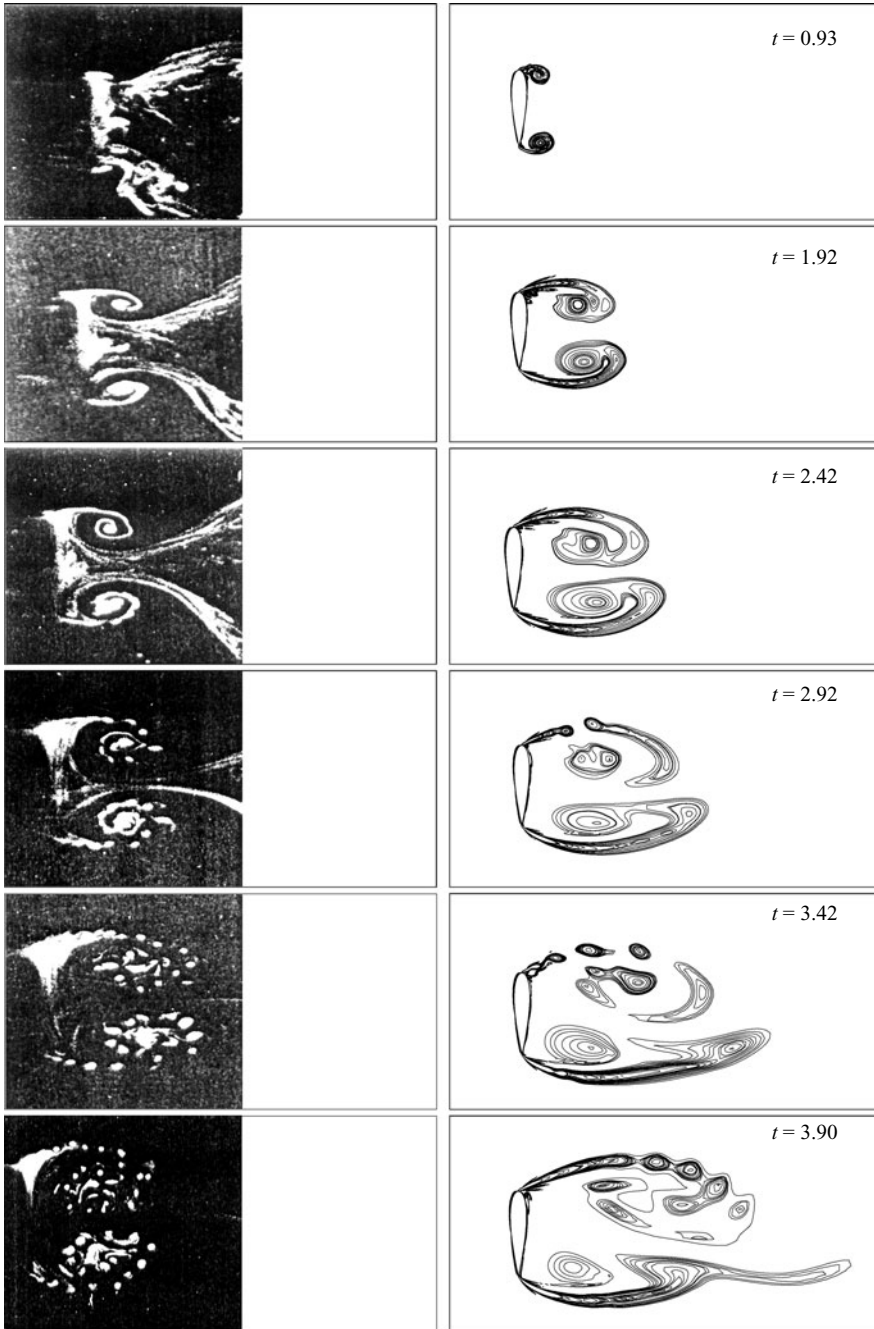 t = 0.93
t = 1.92
t = 2.42
t = 2.92
t = 3.42
t = 3.90